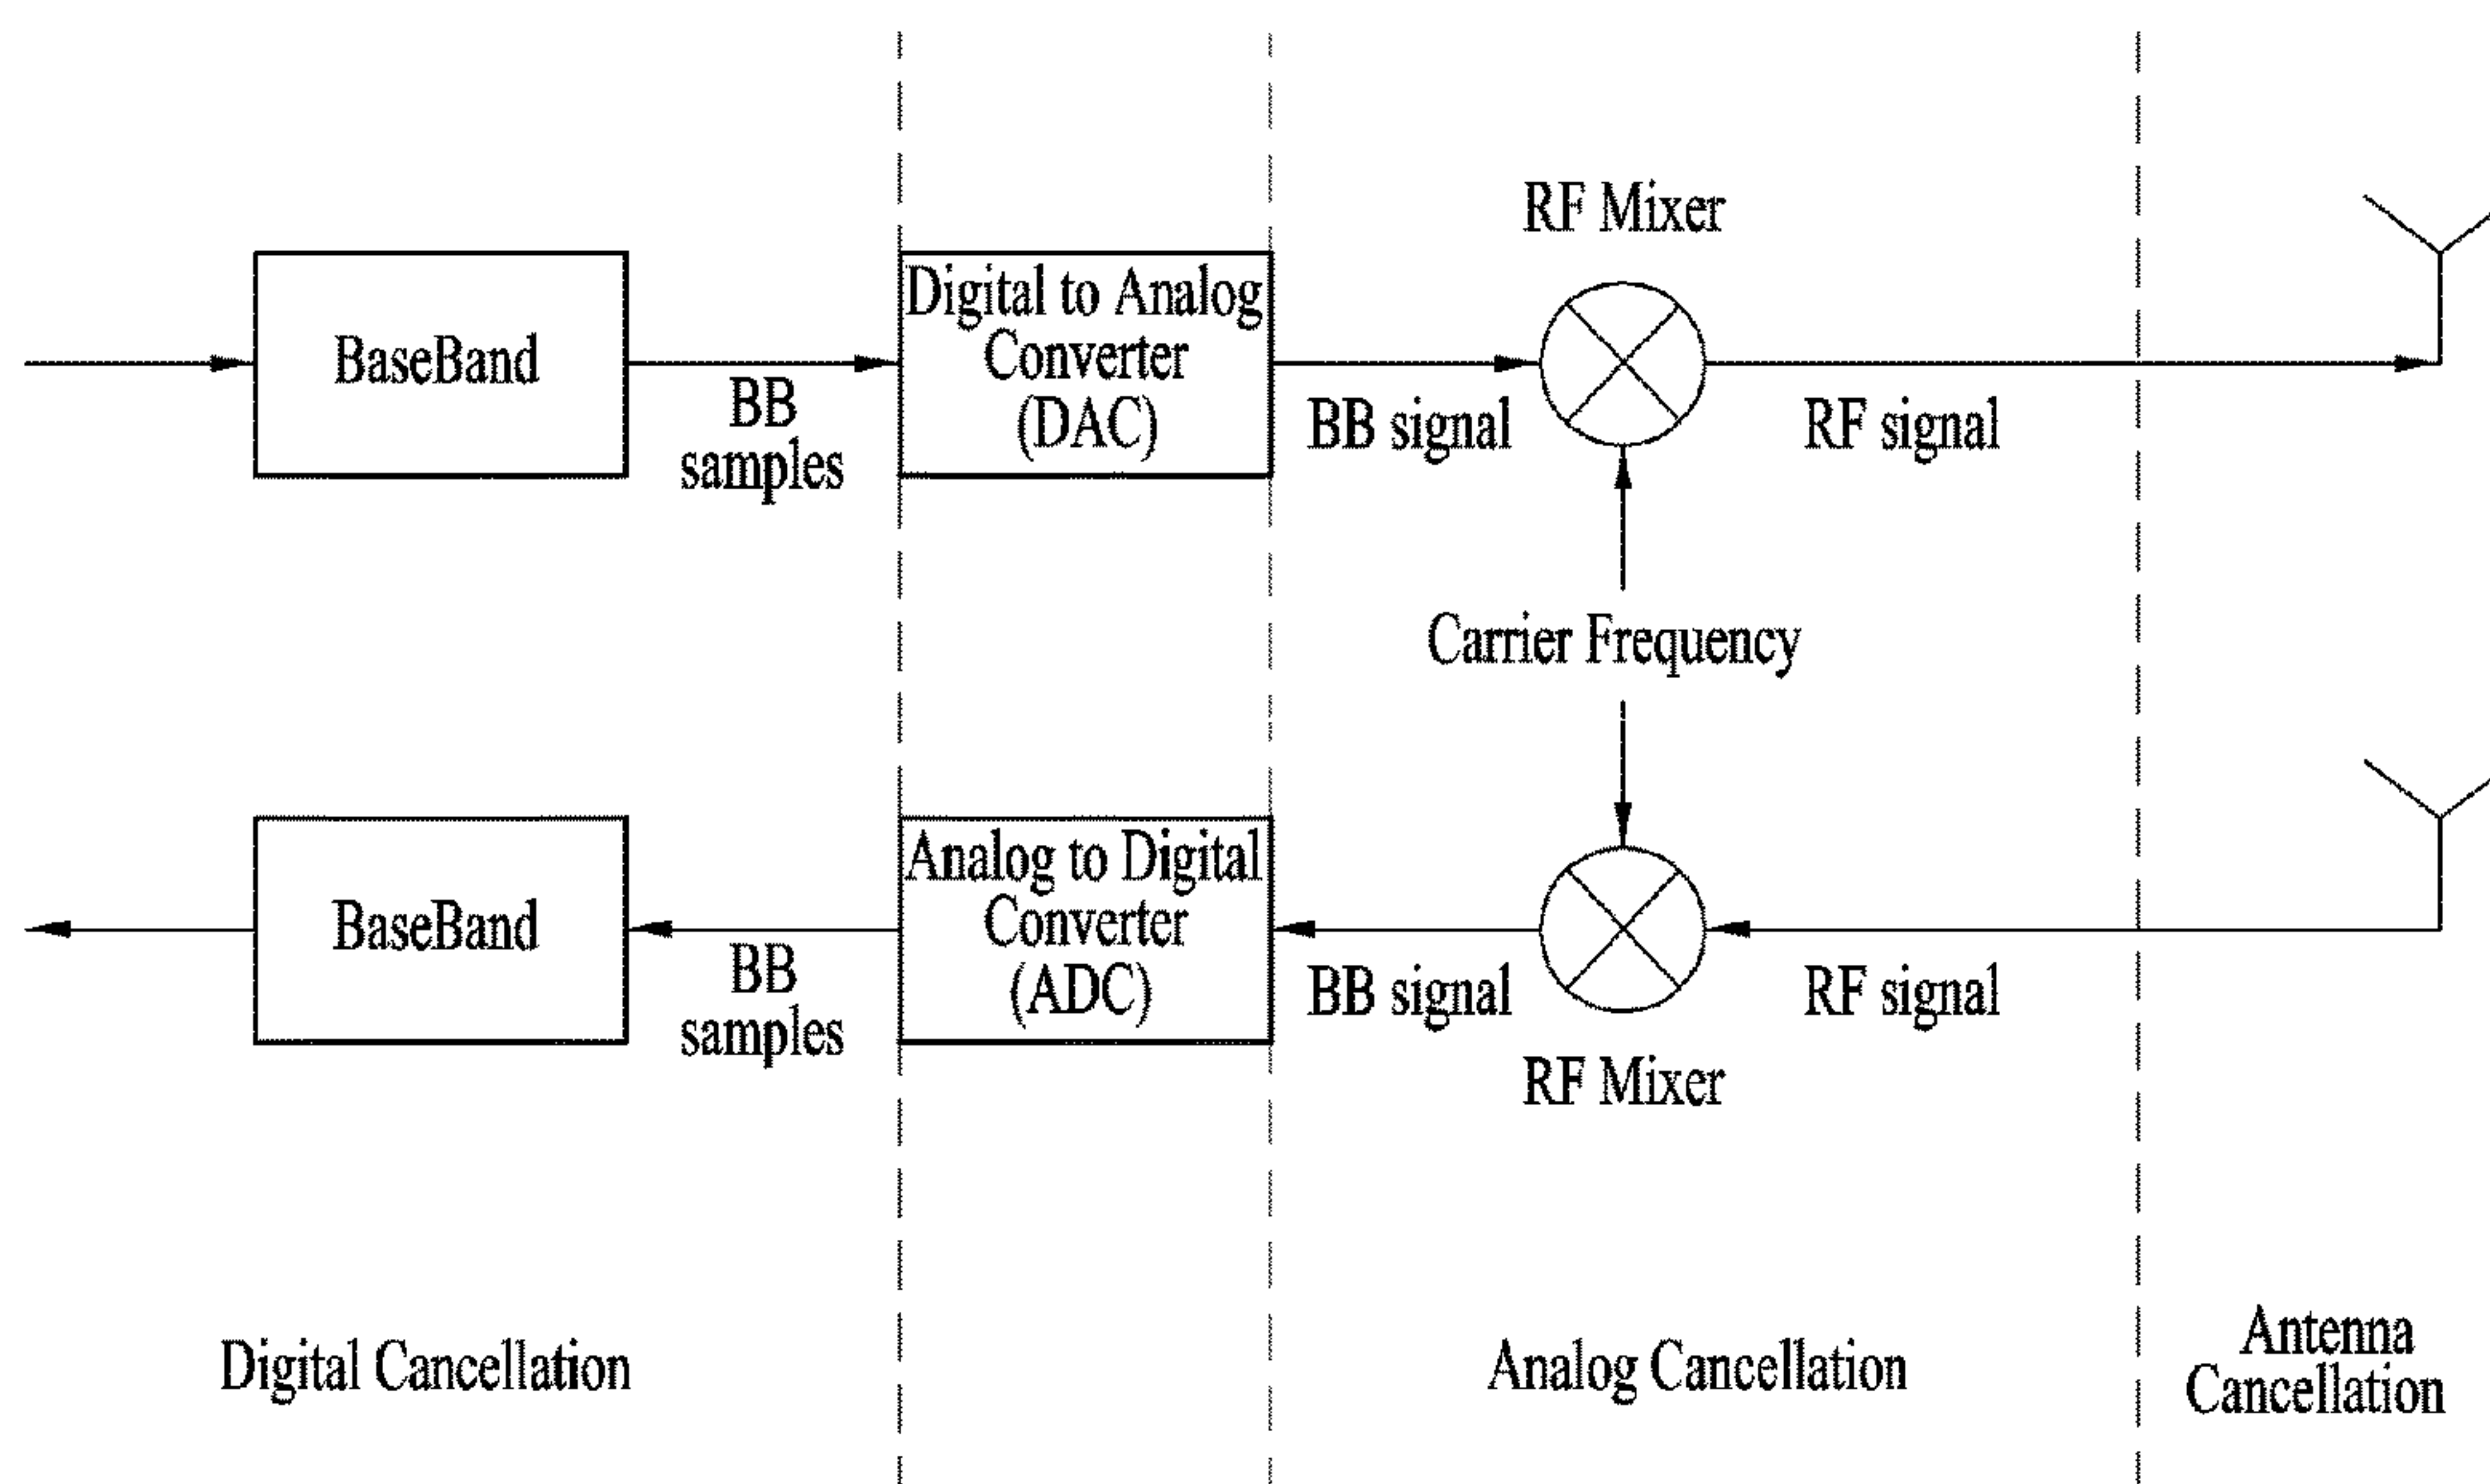 RF Mixer
BaseBand
BB
samples
Digital to Analog
Converter
(DAC)
BB signal
RF signal
Carrier Frequency
BaseBand
BB
samples
Analog to Digital
Converter
(ADC)
BB signal
RF signal
RF Mixer
Digital Cancellation
Analog Cancellation
Antenna
Cancellation